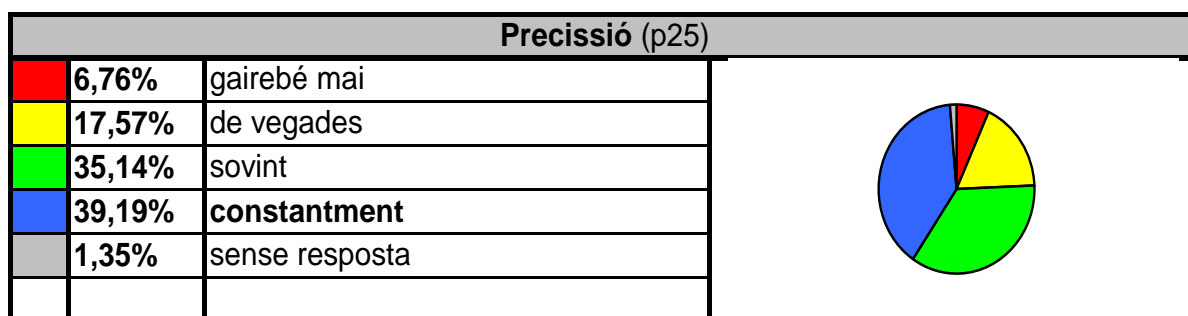 Precissió (p25)
6,76% gairebé mai
17,57% de vegades
35,14% sovint
39,19% constantment
1,35% sense resposta